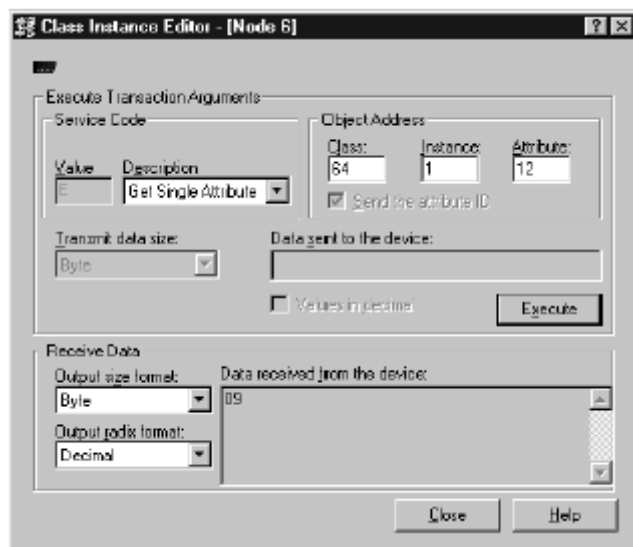 Class Instance Editor - [Node 6]
Execute Transaction Arguments
Service Code
Object Address
Value
Description
Class:
Instance:
Attribute:
E
Get Single Attribute
64
1
12
Send the attribute ID
Transmit data size:
Data sent to the device:
Byte
Values in decimal
Execute
Receive Data
Output size format:
Data received from the device:
Byte
09
Output radix format:
Decimal
Close
Help